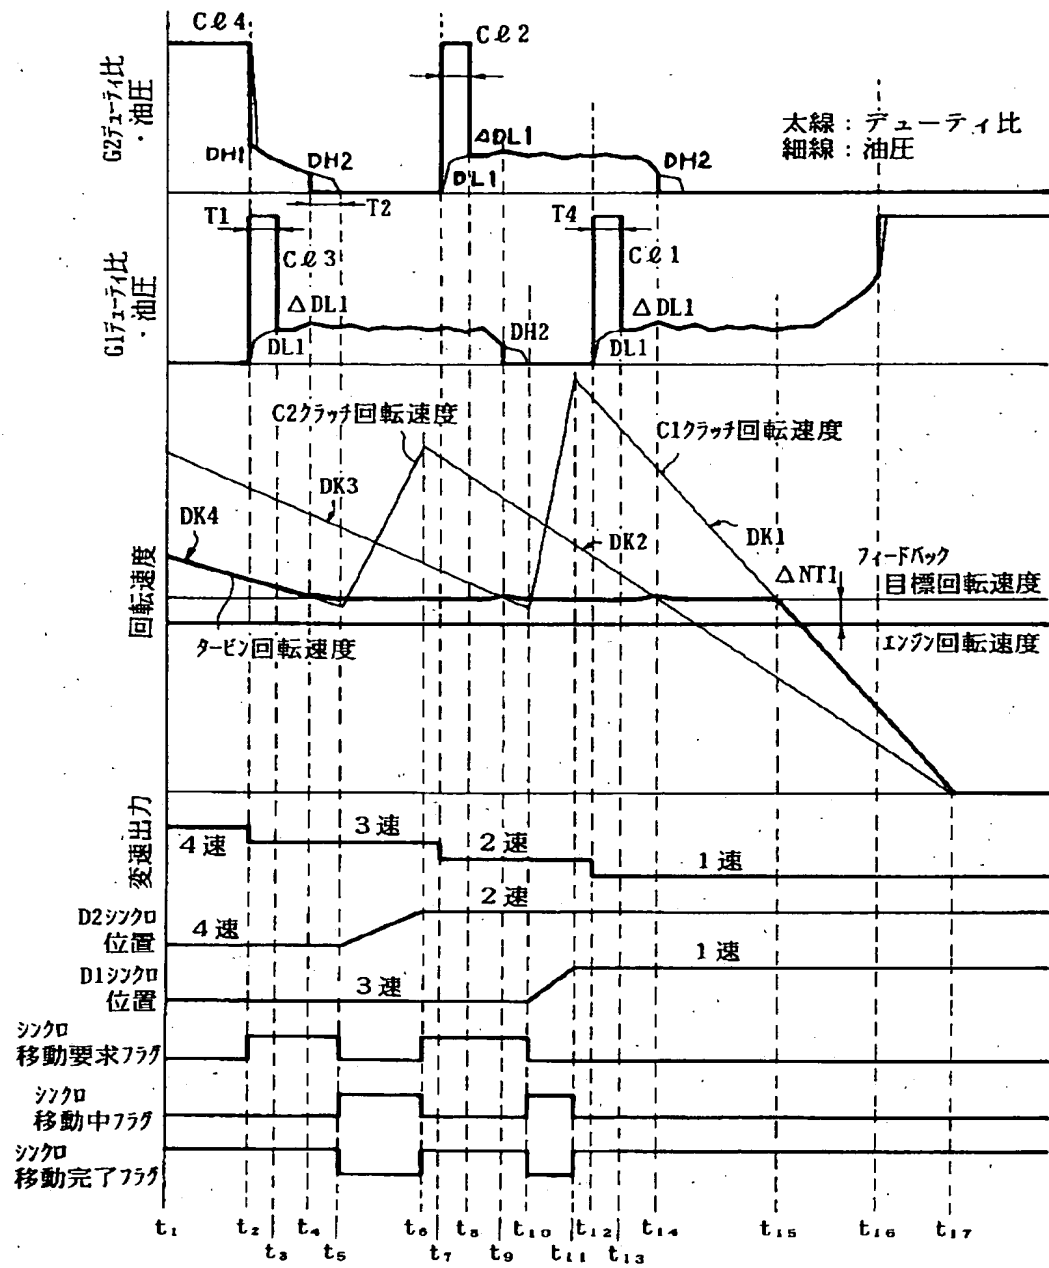 Cℓ4
Cℓ2
G2デューティ比
・油圧
太線：デューティ比
細線：油圧
DH1
DH2
ΔDL1
DL1
DH2
T2
T1
T4
G1デューティ比
・油圧
Cℓ3
Cℓ1
ΔDL1
DL1
DH2
ΔDL1
DL1
C2クラッチ回転速度
C1クラッチ回転速度
DK3
DK4
DK2
DK1
フィードバック
目標回転速度
ΔNT1
回転速度
タービン回転速度
エンジン回転速度
変速出力
4速
3速
2速
1速
D2シンクロ
位置
4速
2速
D1シンクロ
位置
3速
1速
シンクロ
移動要求フラグ
シンクロ
移動中フラグ
シンクロ
移動完了フラグ
t₁ t₂ t₄ t₆ t₈ t₁₀ t₁₂ t₁₄ t₁₅ t₁₆ t₁₇
t₃ t₅ t₇ t₉ t₁₁ t₁₃